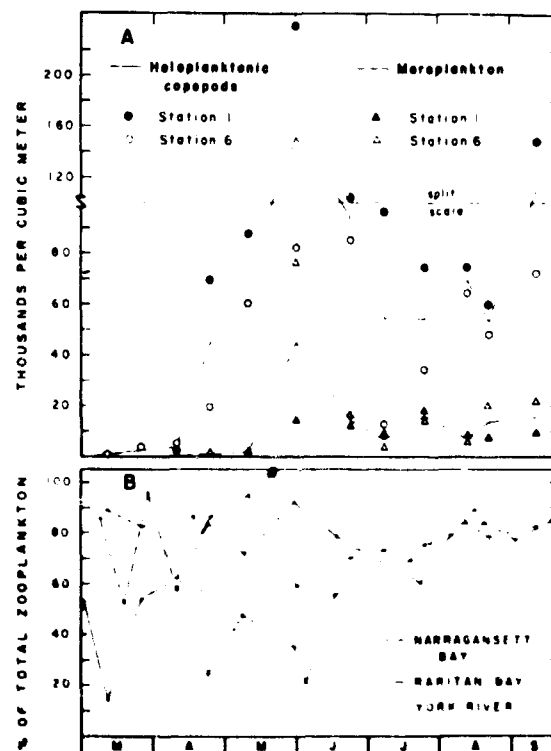 A
Holoplanktonic
copepods
Meroplankton
Station 1
Station 6
Station 1
Station 6
split
scale
THOUSANDS PER CUBIC METER
200
160
120
80
60
40
20
B
% OF TOTAL ZOOPLANKTON
100
80
60
40
20
NARRAGANSETT
BAY
RARITAN BAY
YORK RIVER
M A M J J A S